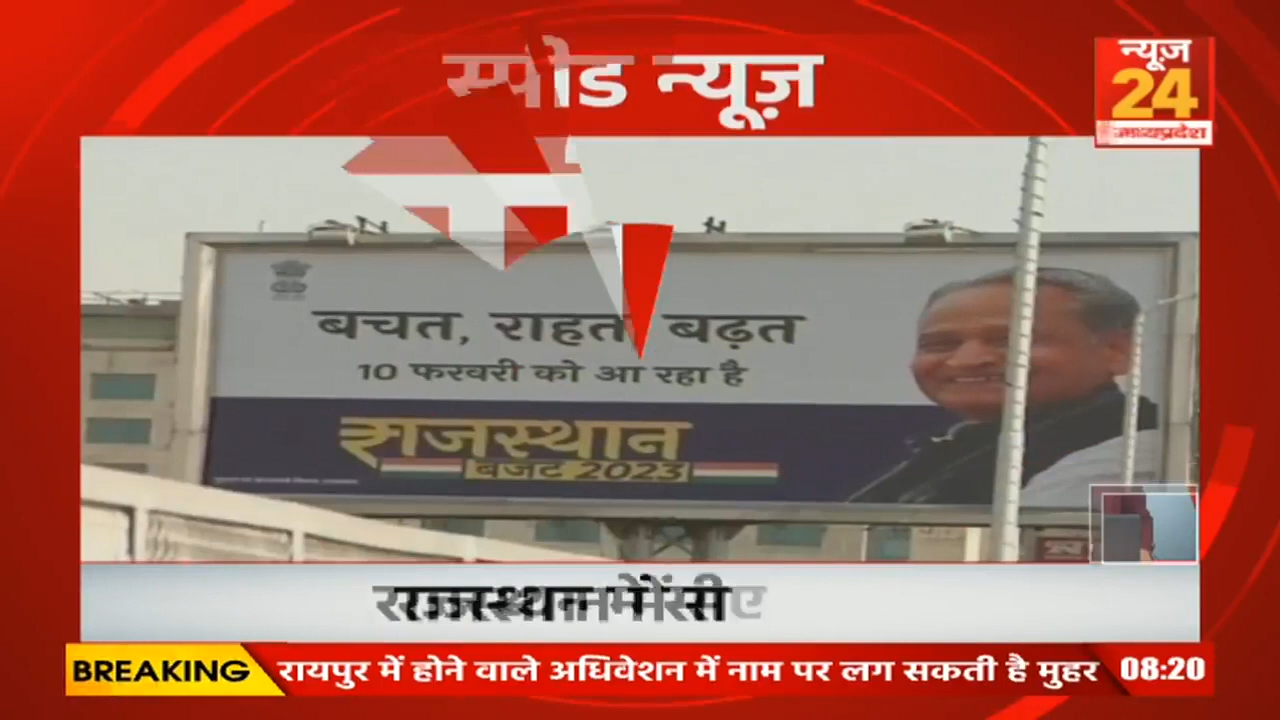 स्पीड न्यूज़
न्यूज़
24
मध्यप्रदेश
बचत, राहत, बढ़त
10 फरवरी को आ रहा है
राजस्थान
बजट 2023
राजस्थान में
BREAKING
रायपुर में होने वाले अधिवेशन में नाम पर लग सकती है मुहर
08:20